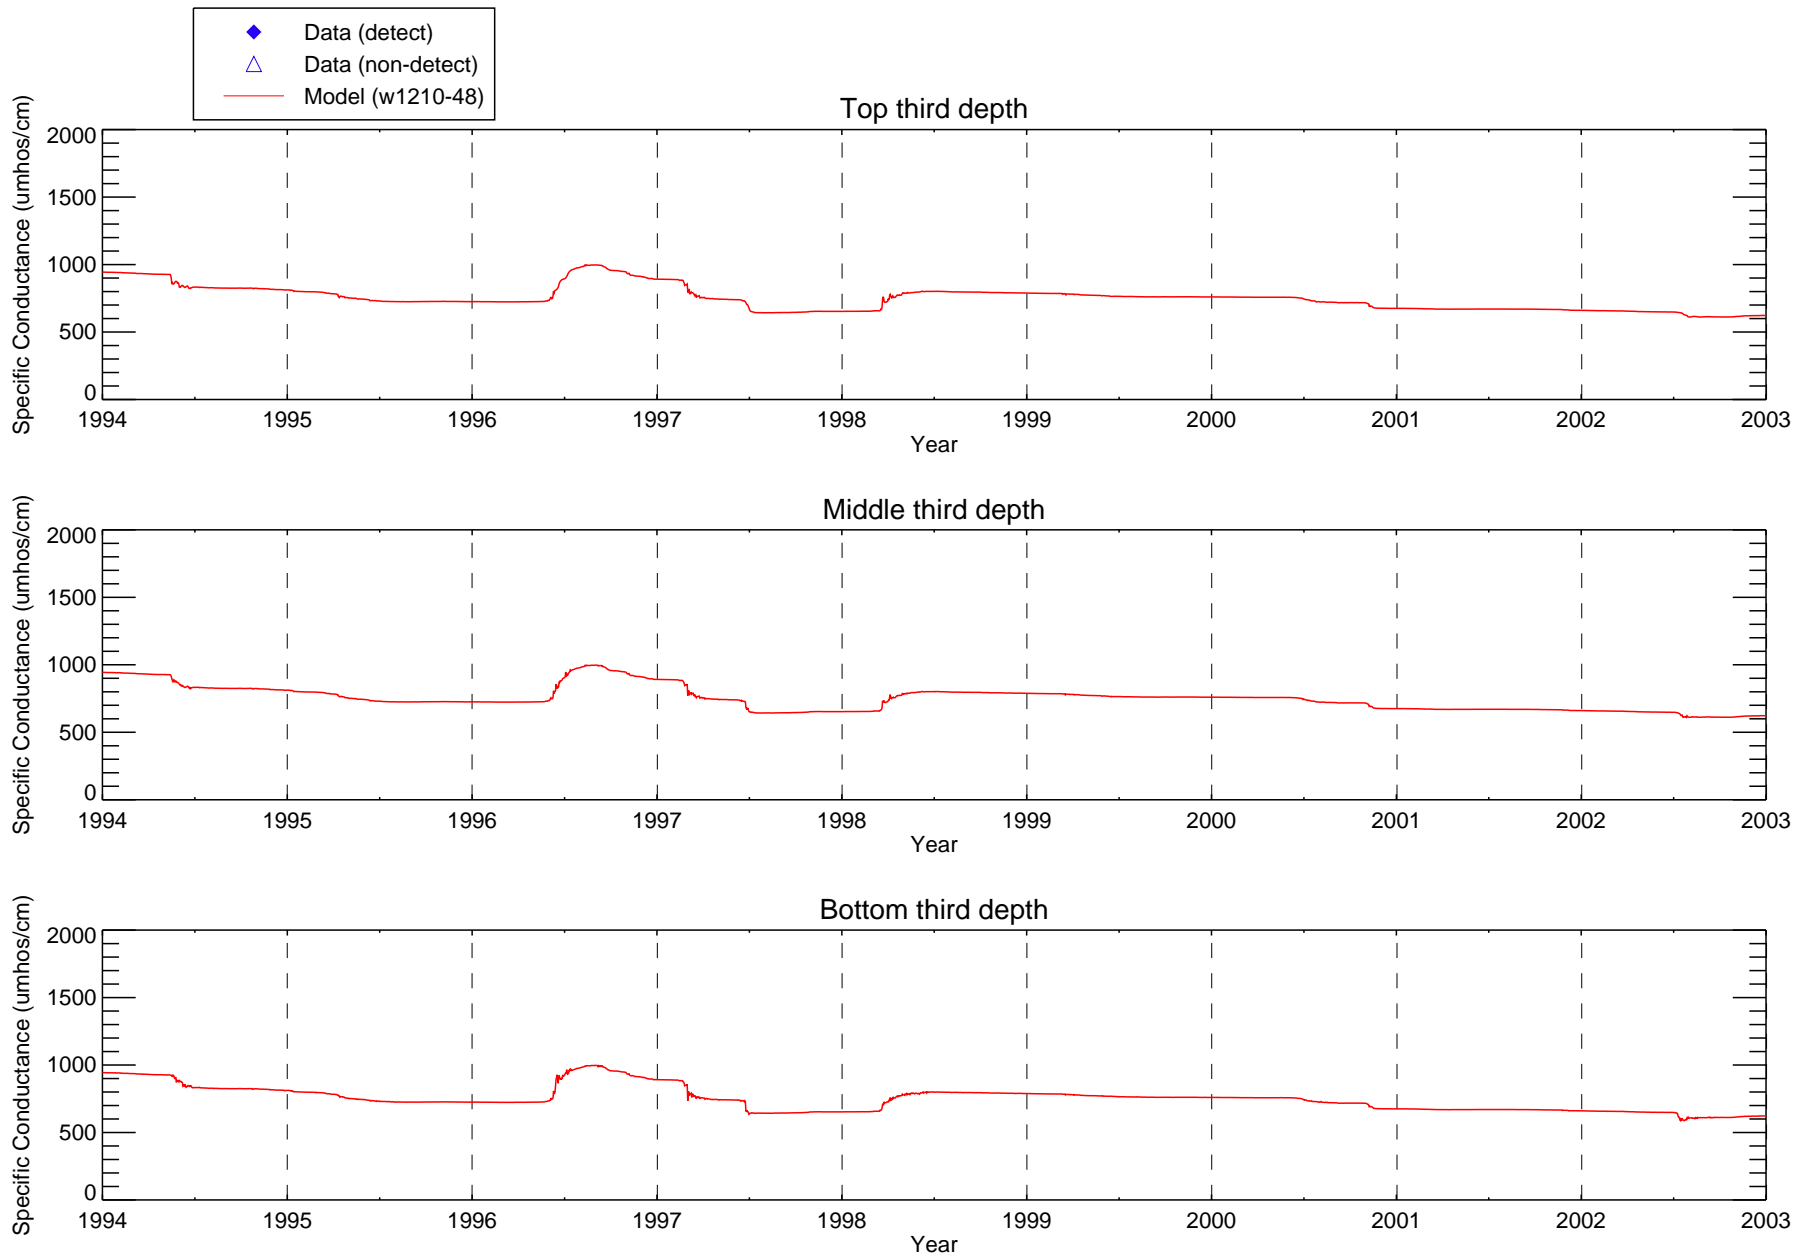 Data (detect)
Data (non-detect)
Model (w1210-48)
Top third depth
Specific Conductance (umhos/cm)
2000
1500
1000
500
0
1994 1995 1996 1997 1998 1999 2000 2001 2002 2003
Year
Middle third depth
Specific Conductance (umhos/cm)
2000
1500
1000
500
0
1994 1995 1996 1997 1998 1999 2000 2001 2002 2003
Year
Bottom third depth
Specific Conductance (umhos/cm)
2000
1500
1000
500
0
1994 1995 1996 1997 1998 1999 2000 2001 2002 2003
Year